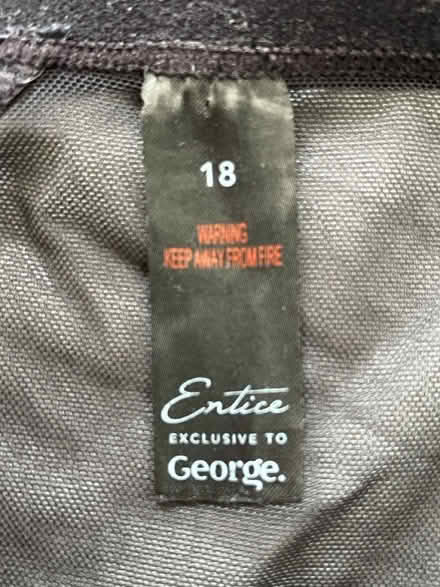 18
WARNING
KEEP AWAY FROM FIRE
Entice
EXCLUSIVE TO
George.